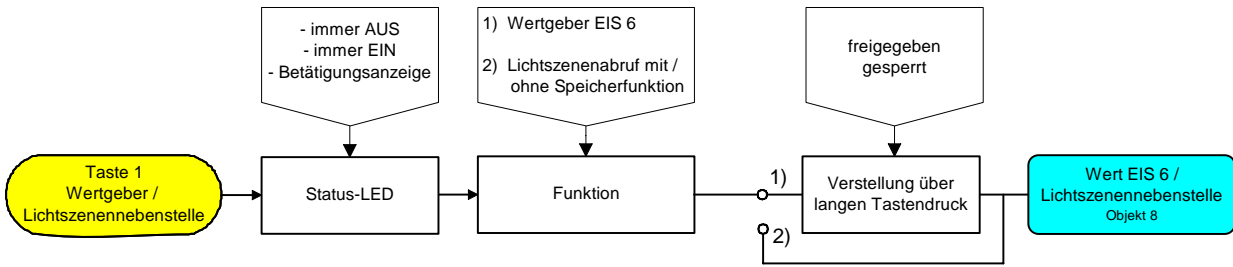 - immer AUS
- immer EIN
- Betätigungsanzeige
1) Wertgeber EIS 6
2) Lichtszenenabruf mit /
ohne Speicherfunktion
freigegeben
gesperrt
Taste 1
Wertgeber /
Lichtszenennebenstelle
Status-LED
Funktion
1)
2)
Verstellung über
langen Tastendruck
Wert EIS 6 /
Lichtszenennebenstelle
Objekt 8